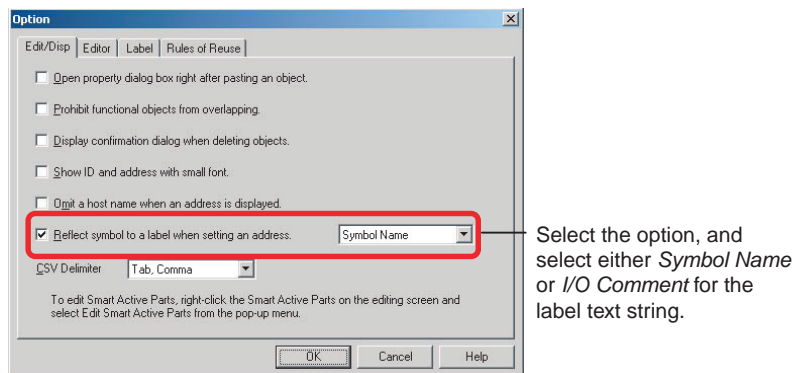 Option
Edit/Disp Editor Label Rules of Reuse
Open property dialog box right after pasting an object.
Prohibit functional objects from overlapping.
Display confirmation dialog when deleting objects.
Show ID and address with small font.
Omit a host name when an address is displayed.
Reflect symbol to a label when setting an address. Symbol Name
CSV Delimiter Tab, Comma
To edit Smart Active Parts, right-click the Smart Active Parts on the editing screen and
select Edit Smart Active Parts from the pop-up menu.
OK Cancel Help
Select the option, and
select either Symbol Name
or I/O Comment for the
label text string.